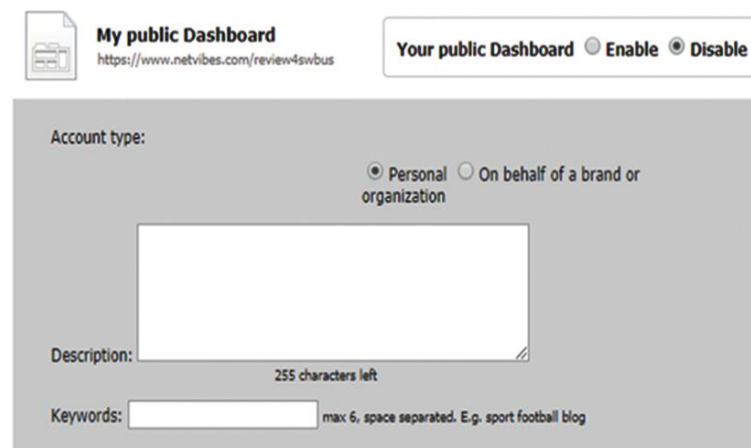 My public Dashboard
https://www.netvibes.com/review4swbus
Your public Dashboard Enable Disable
Account type:
Personal On behalf of a brand or
organization
Description:
255 characters left
Keywords: max 6, space separated. E.g. sport football blog